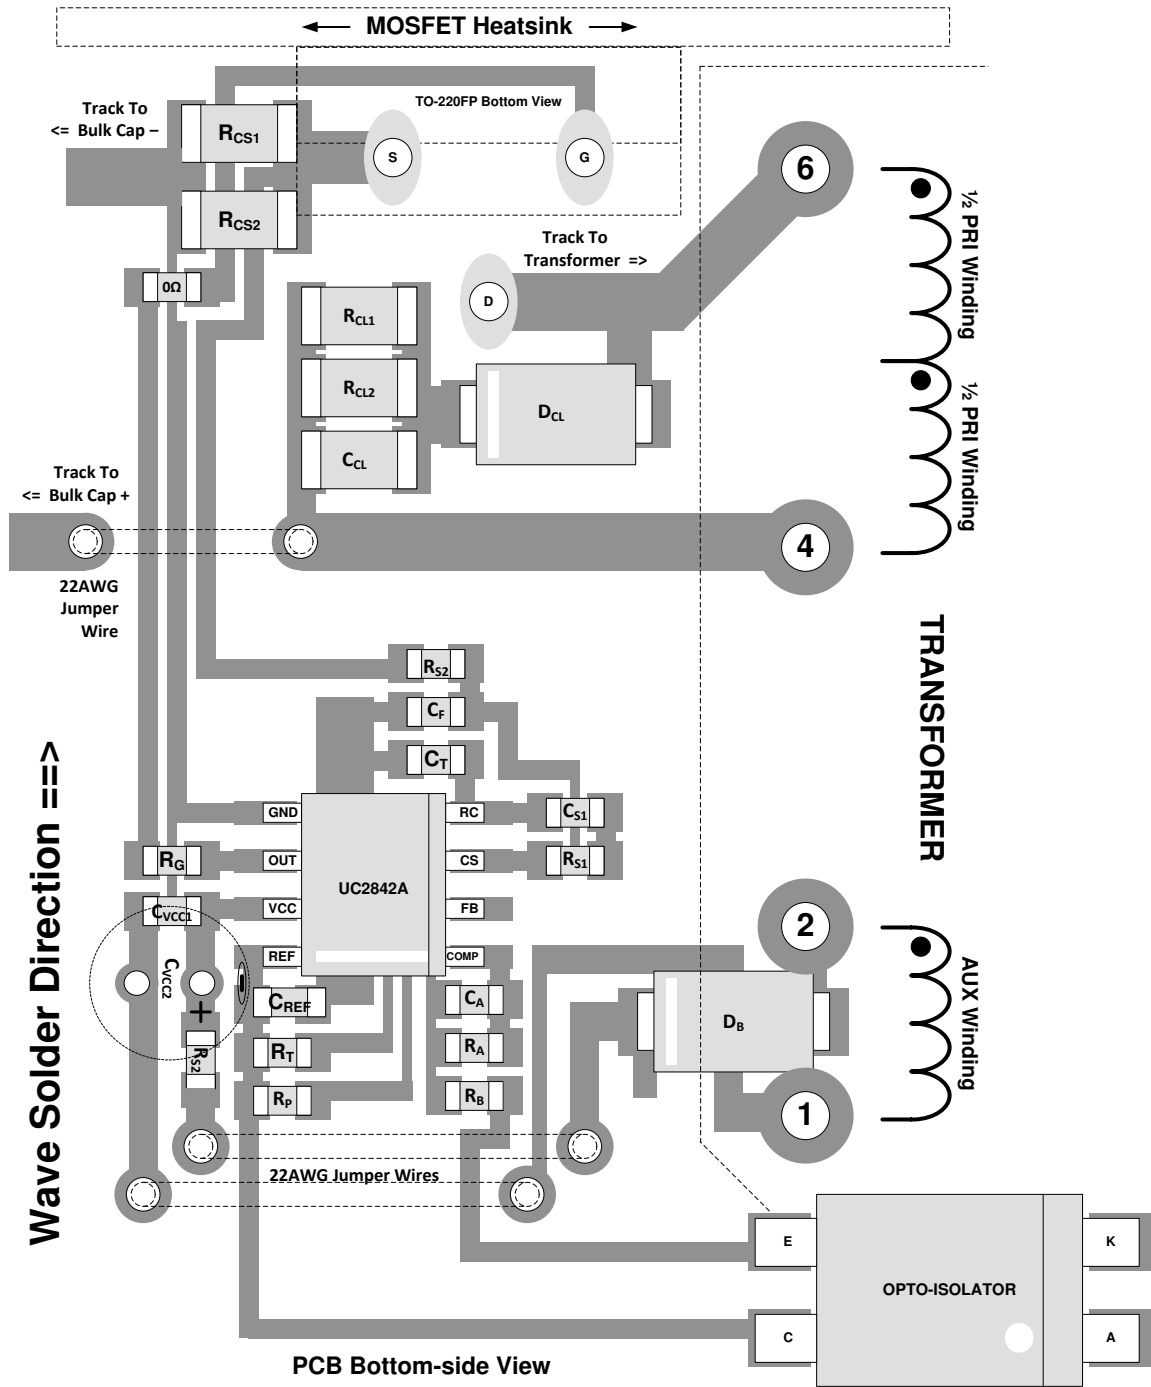 MOSFET Heatsink
TO-220FP Bottom View
Track To
<= Bulk Cap –
RCS1
S
G
6
RCS2
½ PRI Winding
Track To
Transformer =>
0Ω
D
RCL1
RCL2
DCL
½ PRI Winding
CCL
Track To
<= Bulk Cap +
4
22AWG
Jumper
Wire
TRANSFORMER
RS2
CF
CT
GND
RC
CS1
OUT
CS
RS1
RG
UC2842A
VCC
FB
CVCC1
REF
COMP
2
CVCC2
+
CREF
CA
DB
AUX Winding
RS2
RT
RA
RP
RB
1
Wave Solder Direction ==>
22AWG Jumper Wires
E
K
OPTO-ISOLATOR
C
A
PCB Bottom-side View